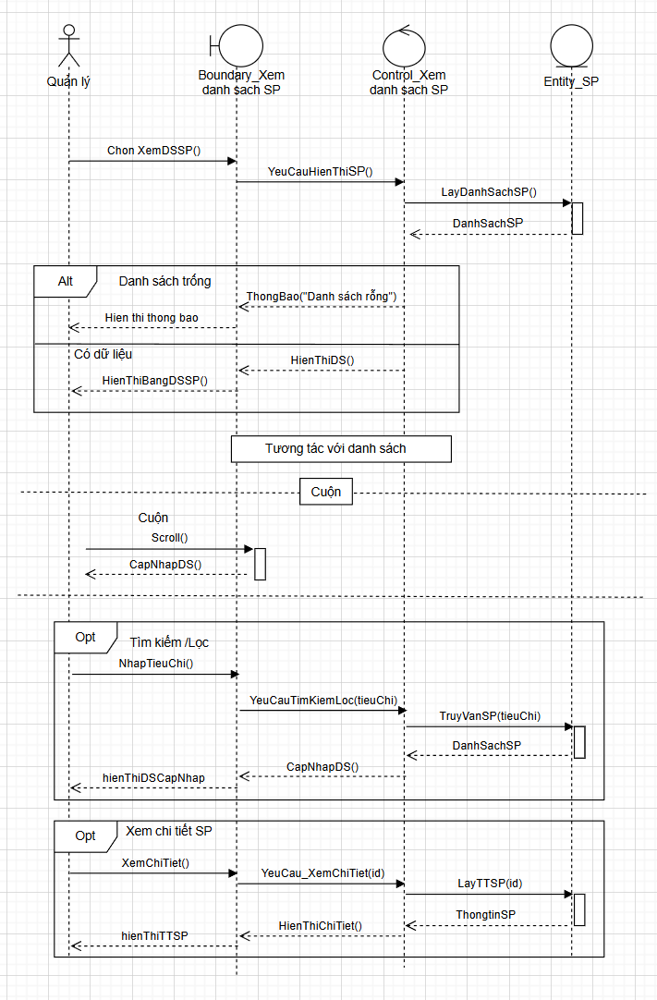 Quản lý
Boundary_Xem
danh sach SP
Control_Xem
danh sach SP
Entity_SP
Chon XemDSSP()
YeuCauHienThiSP()
LayDanhSachSP()
DanhSachSP
Alt
Danh sách trống
ThongBao("Danh sách rỗng")
Hien thi thong bao
Có dữ liệu
HienThiDS()
HienThiBangDSSP()
Tương tác với danh sách
Cuộn
Cuộn
Scroll()
CapNhapDS()
Opt
Tìm kiếm /Lọc
NhapTieuChi()
YeuCauTimKiemLoc(tieuChi)
TruyVanSP(tieuChi)
DanhSachSP
CapNhapDS()
hienThiDSCapNhap
Opt
Xem chi tiết SP
XemChiTiet()
YeuCau_XemChiTiet(id)
LayTTSP(id)
ThongtinSP
HienThiChiTiet()
hienThiTTSP